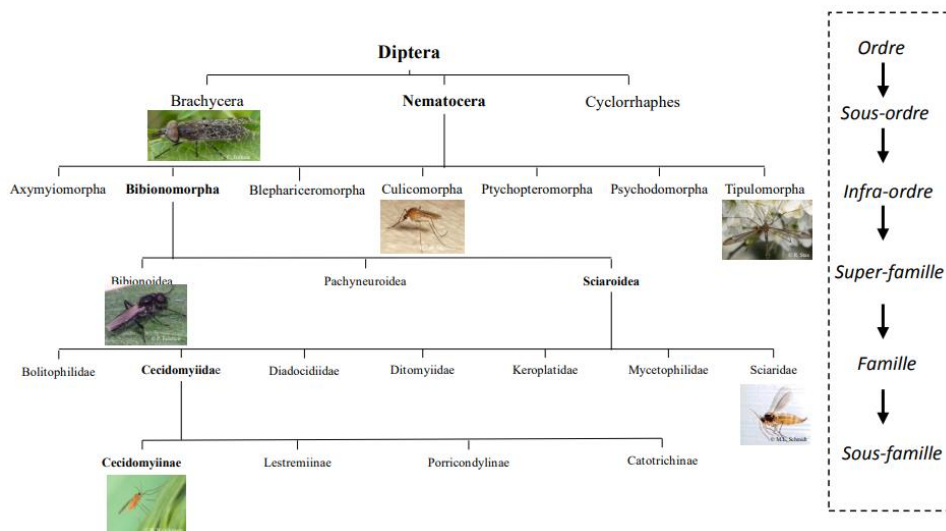 Diptera
Brachycera Nematocera Cyclorrhaphes
Axymyiomorpha Bibionomorpha Blephariceromorpha Culicomorpha Ptychopteromorpha Psychodomorpha Tipulomorpha
Bibionoidea Pachyneuroidea Sciaroidea
Bolitophilidae Cecidomyiidae Diadocidiidae Ditomyiidae Keroplatidae Mycetophilidae Sciaridae
© M.E. Schmidt
Cecidomyiinae Lestremiinae Porricondylinae Catotrichinae
Ordre
Sous-ordre
Infra-ordre
Super-famille
Famille
Sous-famille